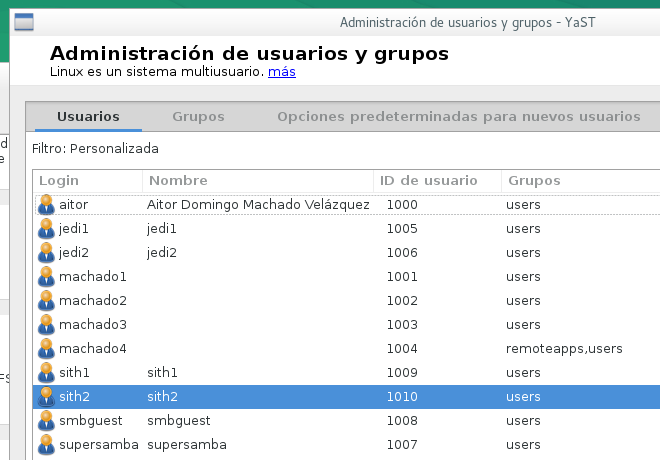 Administración de usuarios y grupos - YaST
Administración de usuarios y grupos
Linux es un sistema multiusuario. más
Usuarios Grupos Opciones predeterminadas para nuevos usuarios
Filtro: Personalizada
Login Nombre ID de usuario Grupos
aitor Aitor Domingo Machado Velázquez 1000 users
jedi1 jedi1 1005 users
jedi2 jedi2 1006 users
machado1 1001 users
machado2 1002 users
machado3 1003 users
machado4 1004 remoteapps,users
sith1 sith1 1009 users
sith2 sith2 1010 users
smbguest smbguest 1008 users
supersamba supersamba 1007 users